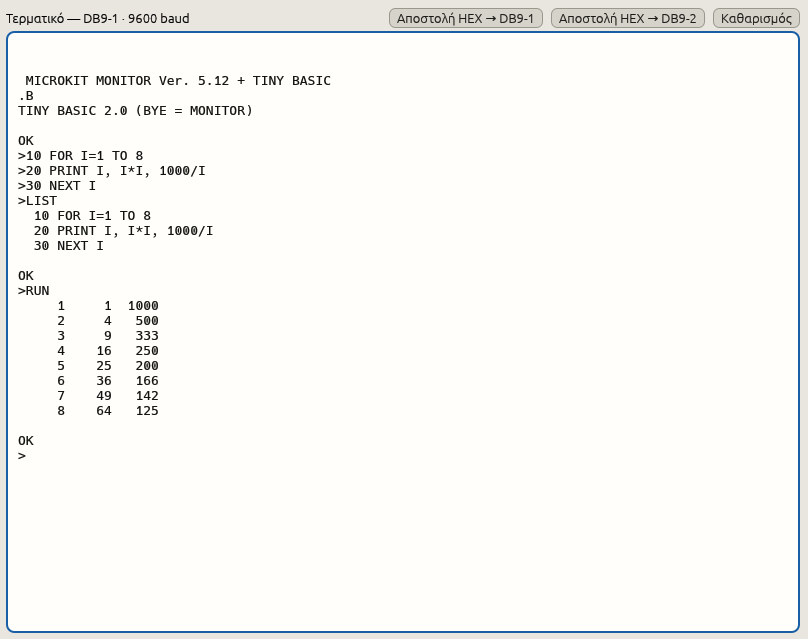 Τερματικό — DB9-1 · 9600 baud
Αποστολή HEX → DB9-1
Αποστολή HEX → DB9-2
Καθαρισμός
MICROKIT MONITOR Ver. 5.12 + TINY BASIC
.B
TINY BASIC 2.0 (BYE = MONITOR)
OK
>10 FOR I=1 TO 8
>20 PRINT I, I*I, 1000/I
>30 NEXT I
>LIST
10 FOR I=1 TO 8
20 PRINT I, I*I, 1000/I
30 NEXT I
OK
>RUN
1 1 1000
2 4 500
3 9 333
4 16 250
5 25 200
6 36 166
7 49 142
8 64 125
OK
>